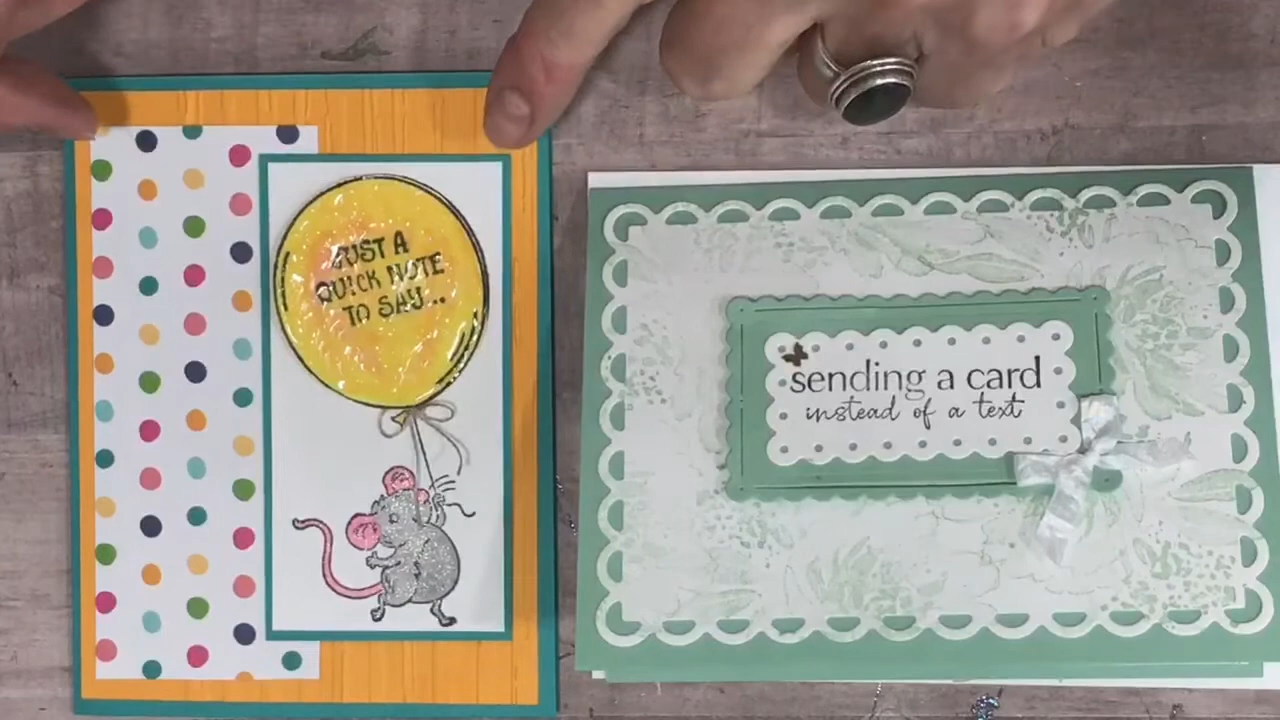 JUST A
QUICK NOTE
TO SAY...
sending a card
instead of a text